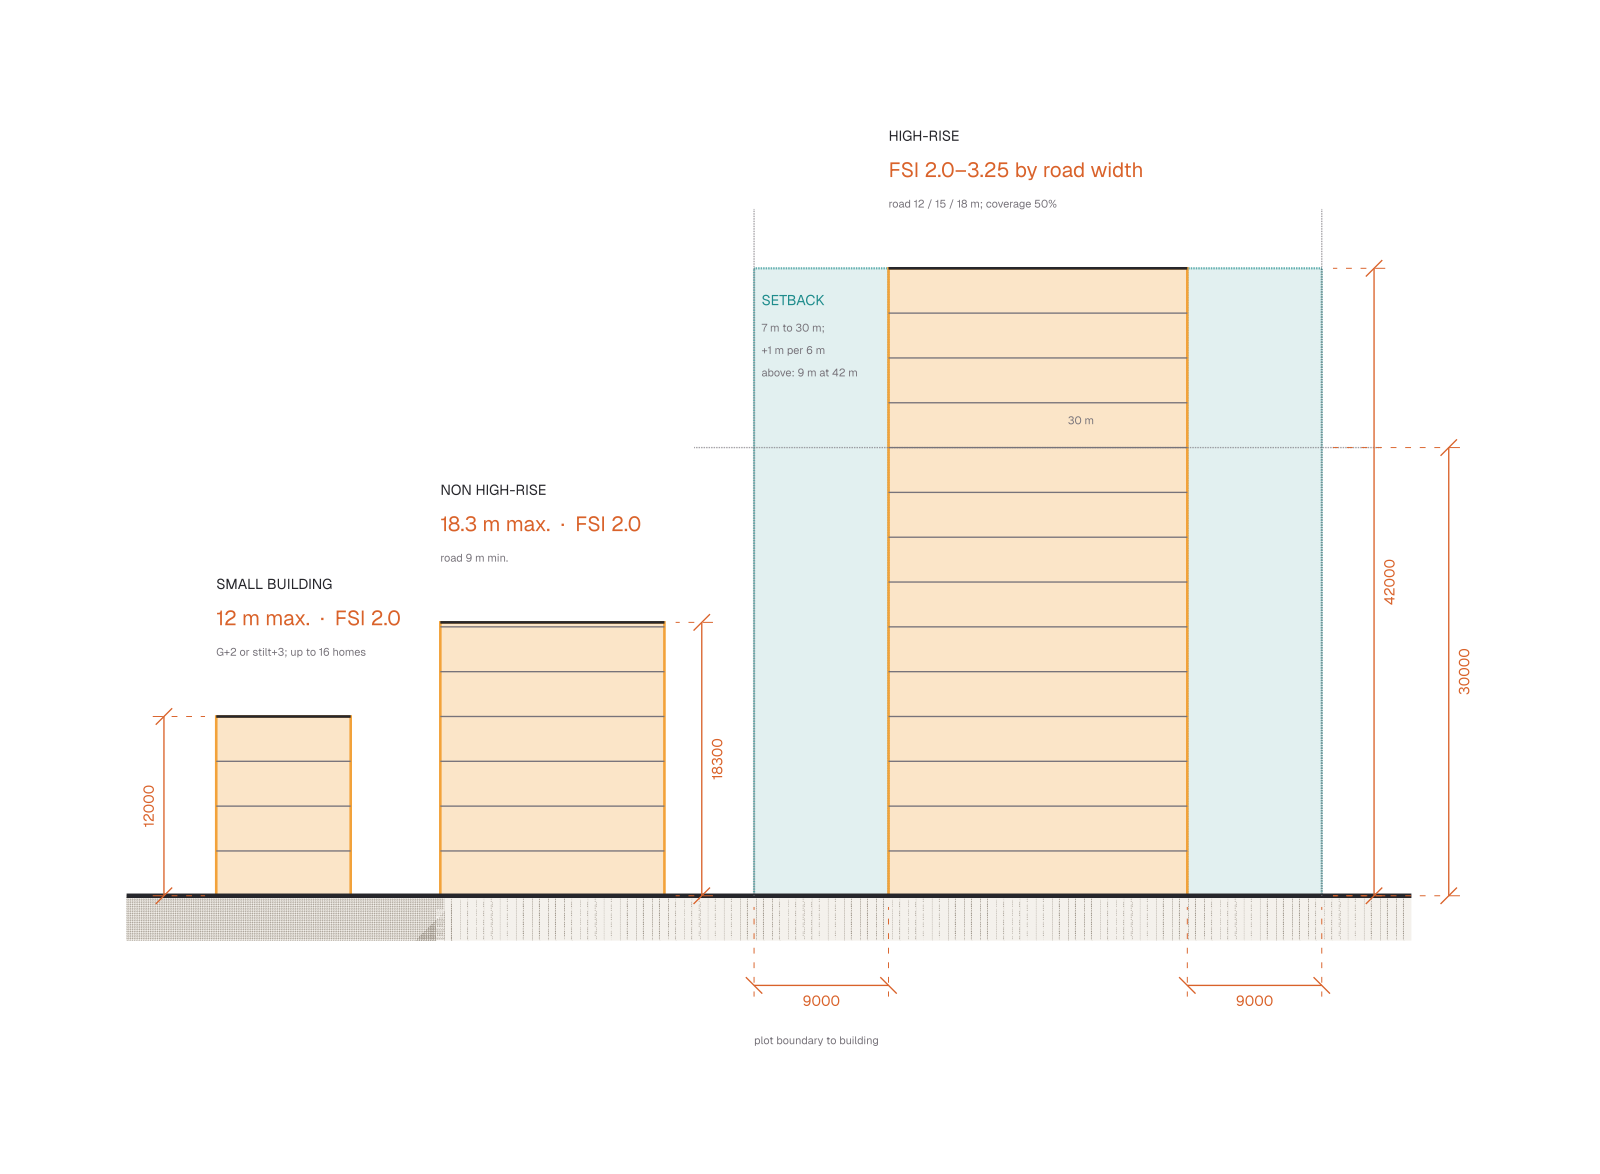 HIGH-RISE
FSI 2.0–3.25 by road width
road 12 / 15 / 18 m; coverage 50%
SETBACK
7 m to 30 m;
+1 m per 6 m
above: 9 m at 42 m
30 m
NON HIGH-RISE
18.3 m max. · FSI 2.0
road 9 m min.
SMALL BUILDING
12 m max. · FSI 2.0
G+2 or stilt+3; up to 16 homes
12000
18300
42000
30000
9000
9000
plot boundary to building